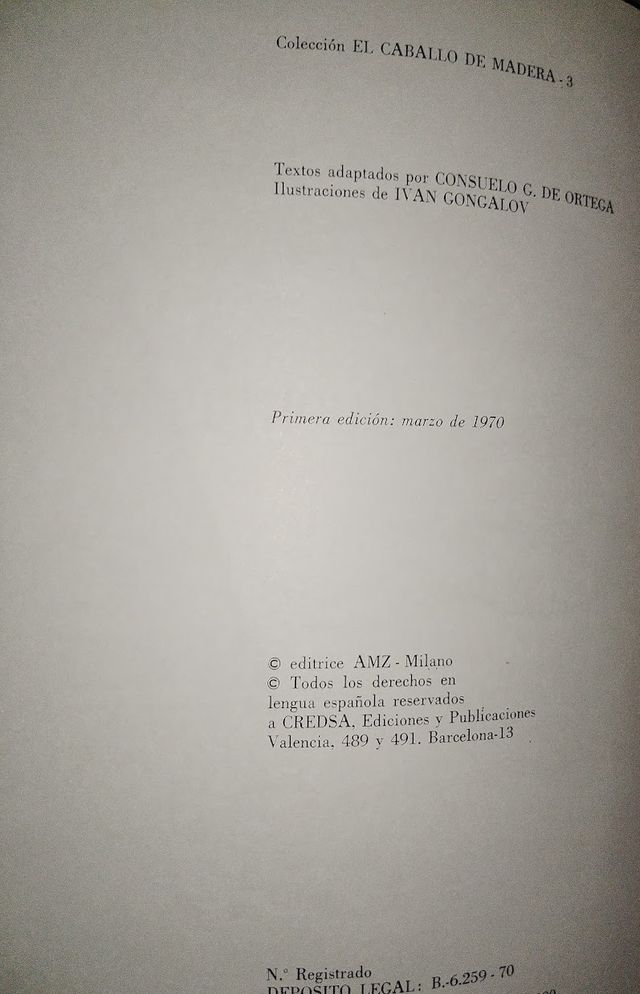 Colección EL CABALLO DE MADERA - 3
Textos adaptados por CONSUELO G. DE ORTEGA
Ilustraciones de IVAN GONGALOV
Primera edición: marzo de 1970
© editrice AMZ - Milano
© Todos los derechos en
lengua española reservados
a CREDSA, Ediciones y Publicaciones
Valencia, 489 y 491. Barcelona-13
N.° Registrado
DEPOSITO LEGAL: B.-6.259 - 70